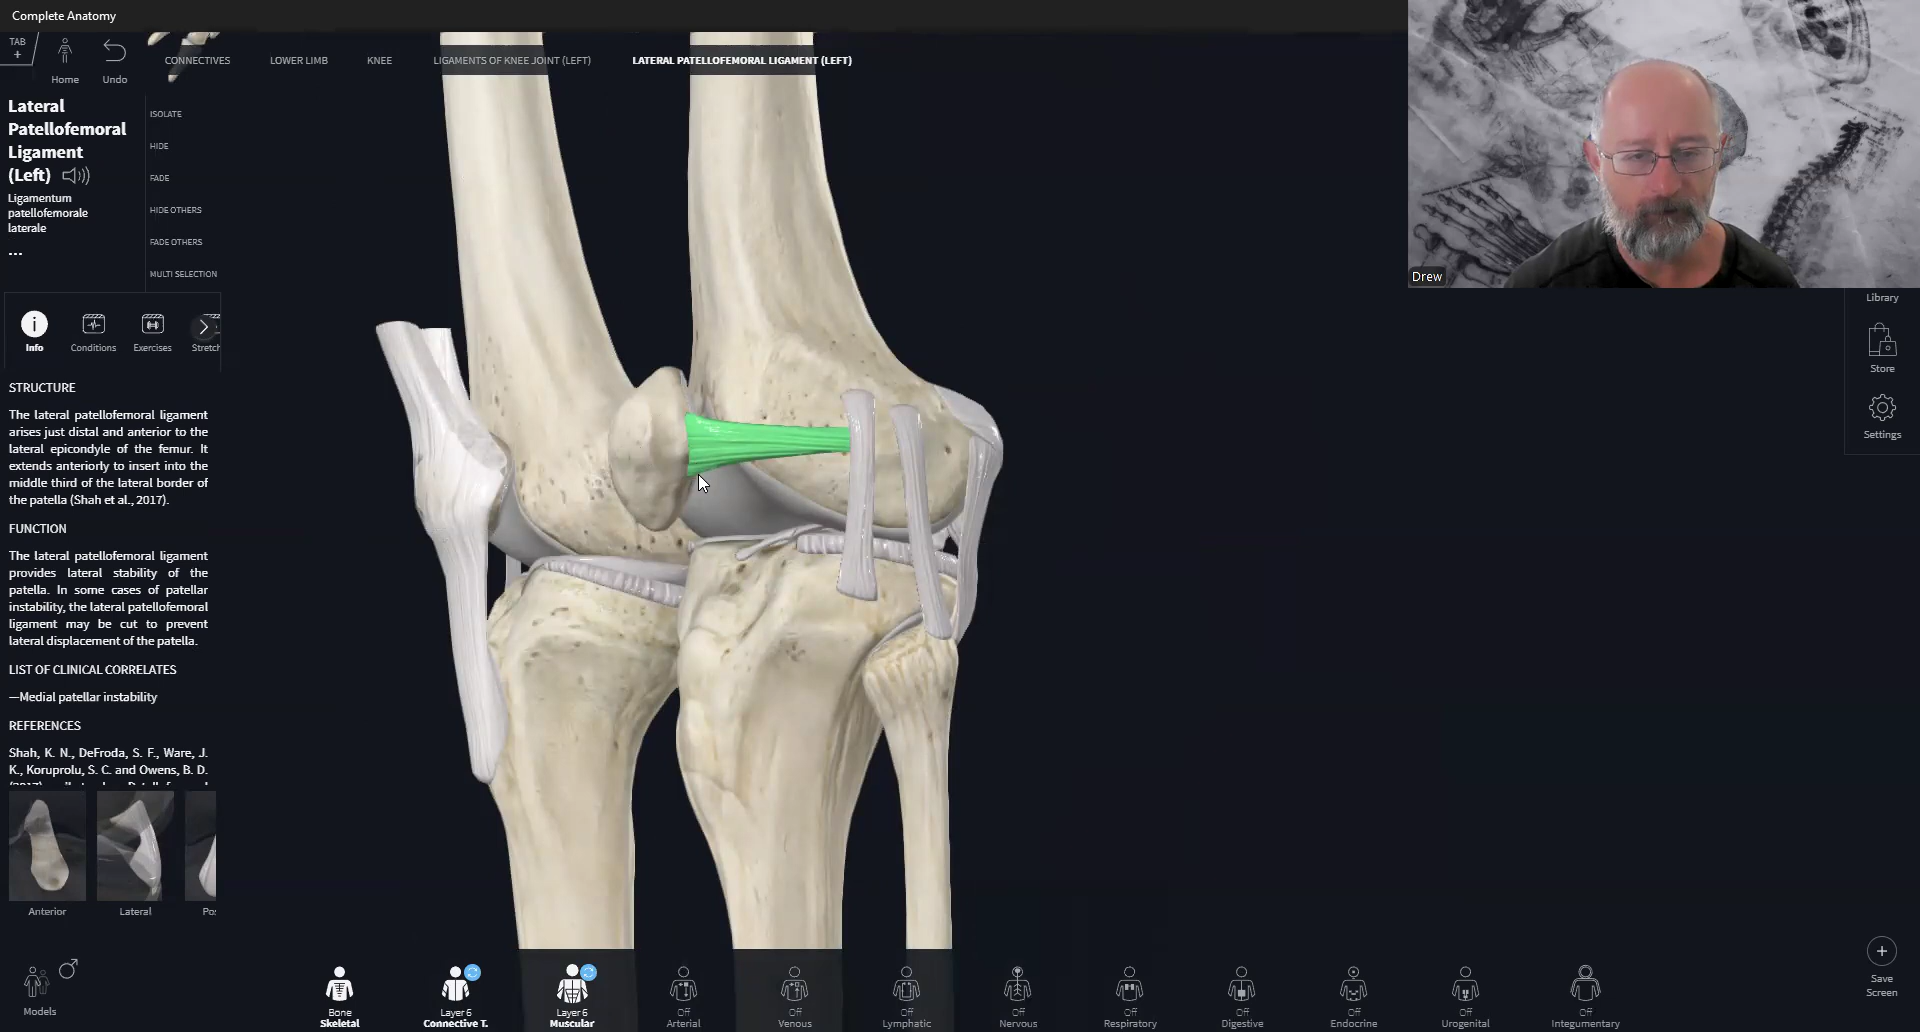 Complete Anatomy
TAB
+
Home
Undo
CONNECTIVES
LOWER LIMB
KNEE
LIGAMENTS OF KNEE JOINT (LEFT)
LATERAL PATELLOFEMORAL LIGAMENT (LEFT)
Lateral
Patellofemoral
Ligament
(Left)
Ligamentum
patellofemorale
laterale
...
ISOLATE
HIDE
FADE
HIDE OTHERS
FADE OTHERS
MULTI SELECTION
Info
Conditions
Exercises
Stretch
STRUCTURE
The lateral patellofemoral ligament
arises just distal and anterior to the
lateral epicondyle of the femur. It
extends anteriorly to insert into the
middle third of the lateral border of
the patella (Shah et al., 2017).
FUNCTION
The lateral patellofemoral ligament
provides lateral stability of the
patella. In some cases of patellar
instability, the lateral patellofemoral
ligament may be cut to prevent
lateral displacement of the patella.
LIST OF CLINICAL CORRELATES
—Medial patellar instability
REFERENCES
Shah, K. N., DeFroda, S. F., Ware, J.
K., Koruprolu, S. C. and Owens, B. D.
Anterior
Lateral
Pos
Models
Bone
Skeletal
Layer 6
Connective T.
Layer 6
Muscular
Off
Arterial
Off
Venous
Off
Lymphatic
Off
Nervous
Off
Respiratory
Off
Digestive
Off
Endocrine
Off
Urogenital
Off
Integumentary
Drew
Library
Store
Settings
Save
Screen